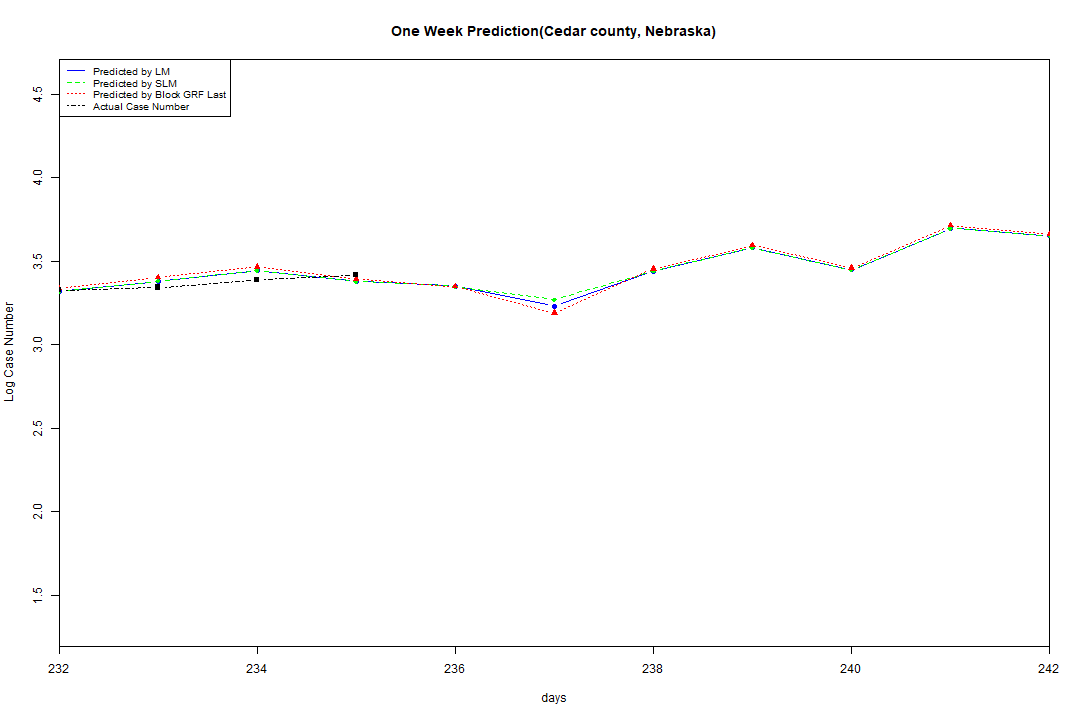 One Week Prediction(Cedar county, Nebraska)
Predicted by LM
Predicted by SLM
Predicted by Block GRF Last
Actual Case Number
4.5
4.0
3.5
3.0
2.5
2.0
1.5
Log Case Number
232
234
236
238
240
242
days